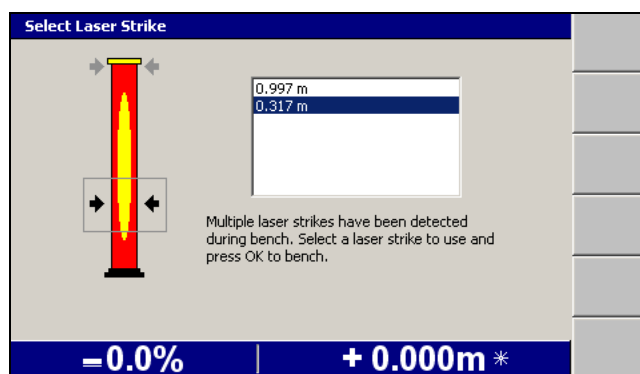 Select Laser Strike
0.997 m
0.317 m
Multiple laser strikes have been detected
during bench. Select a laser strike to use and
press OK to bench.
=0.0% + 0.000m *